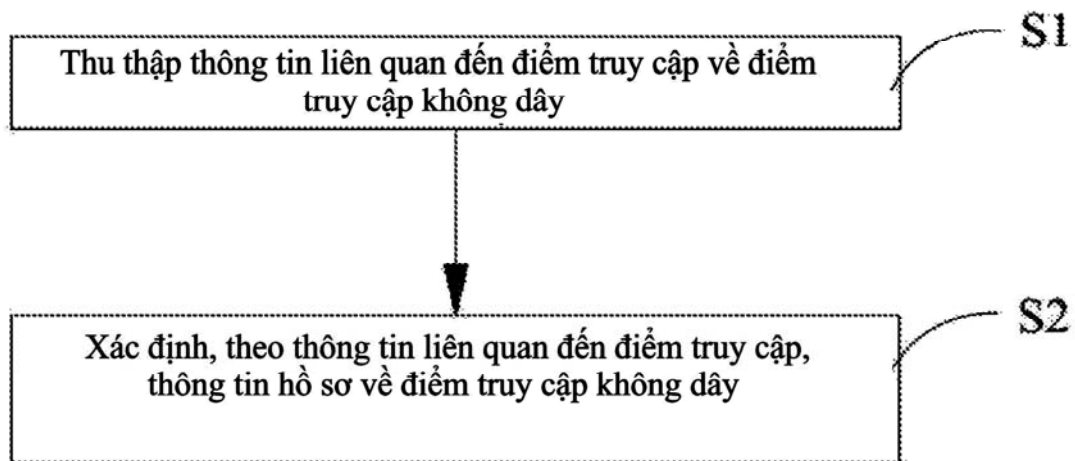 S1
Thu thập thông tin liên quan đến điểm truy cập về điểm
truy cập không dây
S2
Xác định, theo thông tin liên quan đến điểm truy cập,
thông tin hồ sơ về điểm truy cập không dây